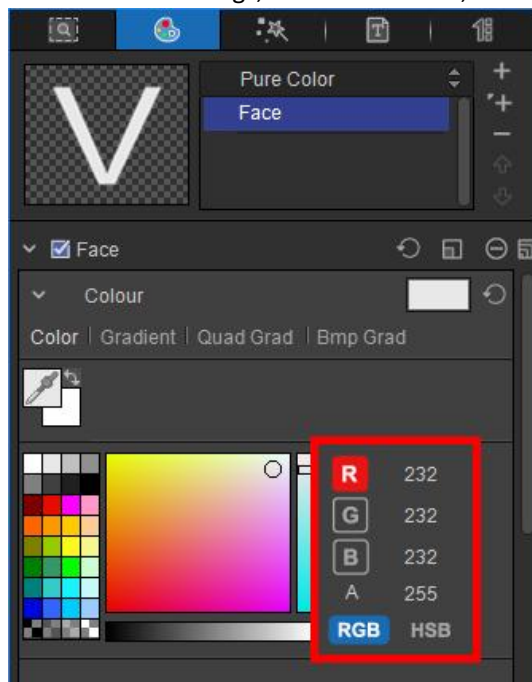 V
Pure Color
Face
Face
Colour
Color | Gradient | Quad Grad | Bmp Grad
R 232
G 232
B 232
A 255
RGB HSB